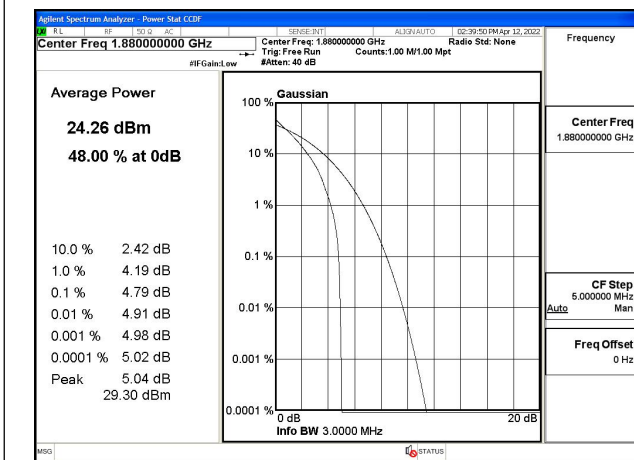 Agilent Spectrum Analyzer - Power Stat CCDF
LXI RL RF 50 Ω AC SENSE:INT ALIGN AUTO 02:39:50 PM Apr 12, 2022
Center Freq 1.880000000 GHz
Center Freq: 1.880000000 GHz Radio Std: None
Trig: Free Run Counts:1.00 M/1.00 Mpt
#IFGain:Low #Atten: 40 dB
Frequency
Average Power
24.26 dBm
48.00 % at 0dB
10.0 % 2.42 dB
1.0 % 4.19 dB
0.1 % 4.79 dB
0.01 % 4.91 dB
0.001 % 4.98 dB
0.0001 % 5.02 dB
Peak 5.04 dB
29.30 dBm
Gaussian
100 %
10 %
1 %
0.1 %
0.01 %
0.001 %
0.0001 %
0 dB 20 dB
Info BW 3.0000 MHz
Center Freq
1.880000000 GHz
CF Step
5.000000 MHz
Auto Man
Freq Offset
0 Hz
MSG STATUS